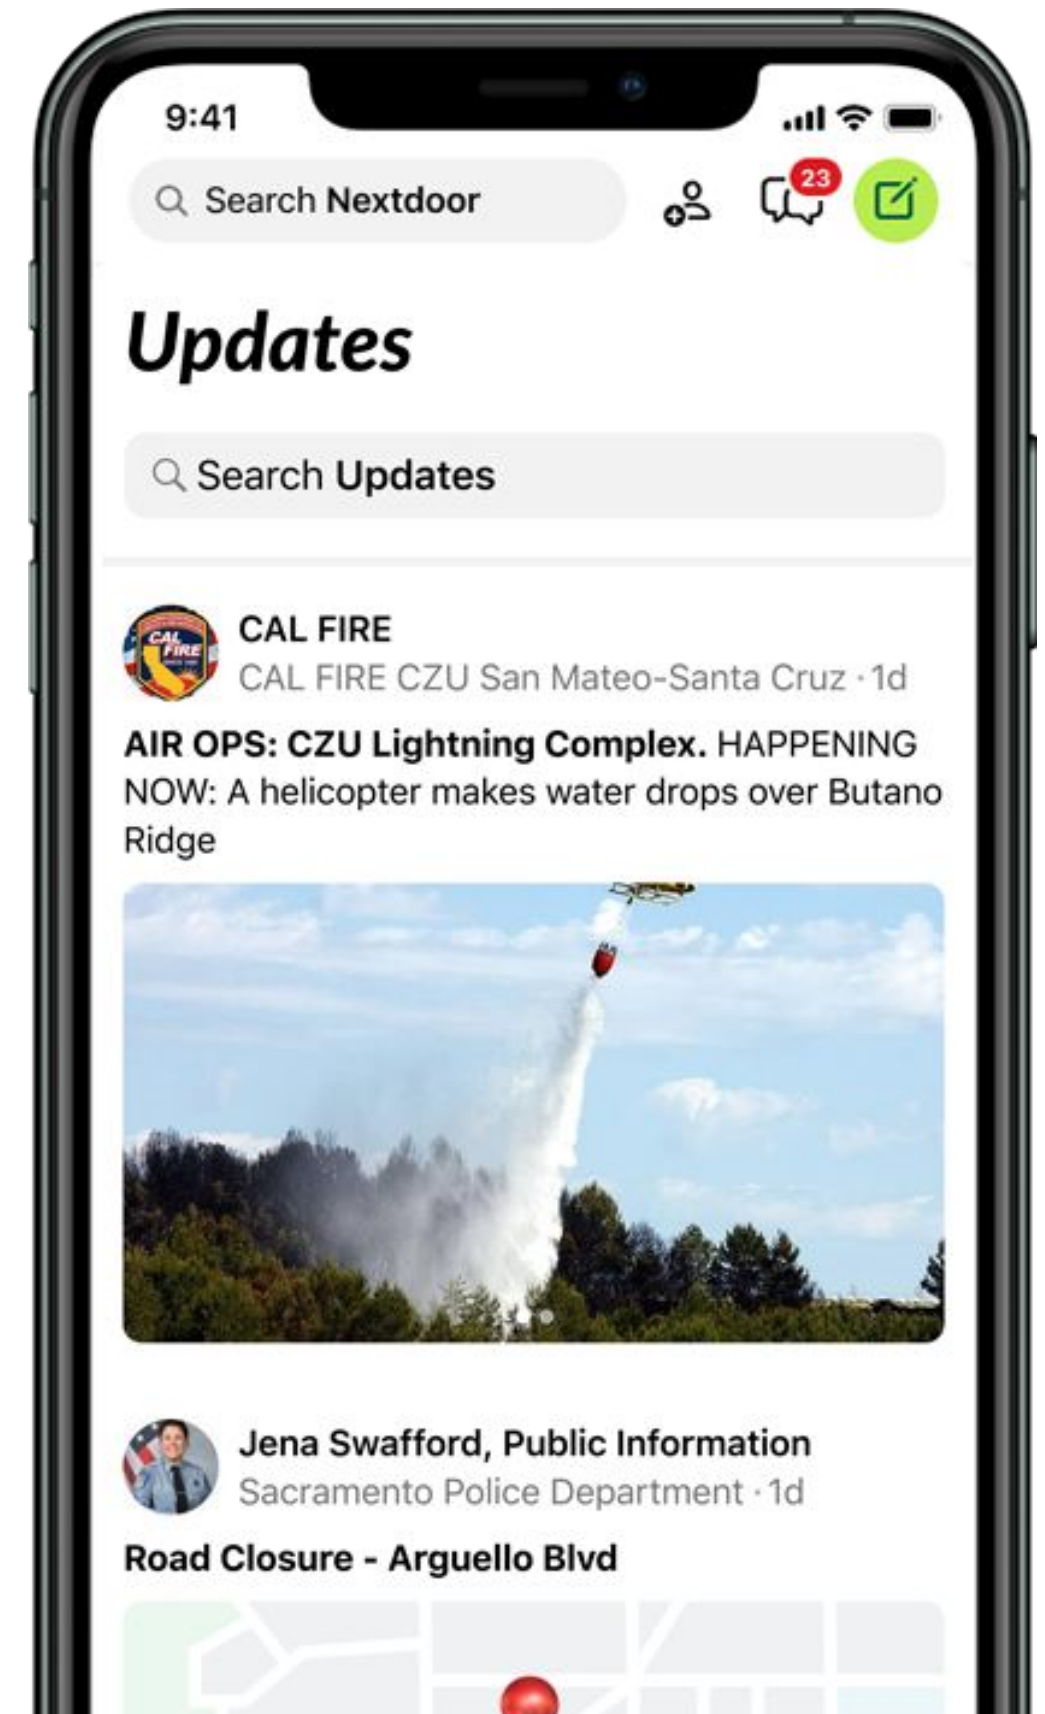 9:41
Search Nextdoor
23
Updates
Search Updates
CAL FIRE
CAL FIRE CZU San Mateo-Santa Cruz · 1d
CAL
FIRE
AIR OPS: CZU Lightning Complex. HAPPENING
NOW: A helicopter makes water drops over Butano
Ridge
Jena Swafford, Public Information
Sacramento Police Department · 1d
Road Closure - Arguello Blvd